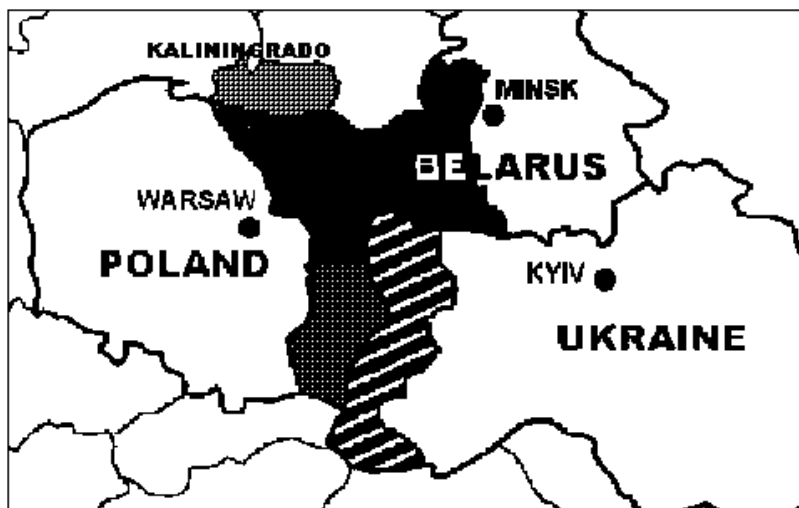 KALININGRADO
MINSK
BELARUS
WARSAW
POLAND
KYIV
UKRAINE